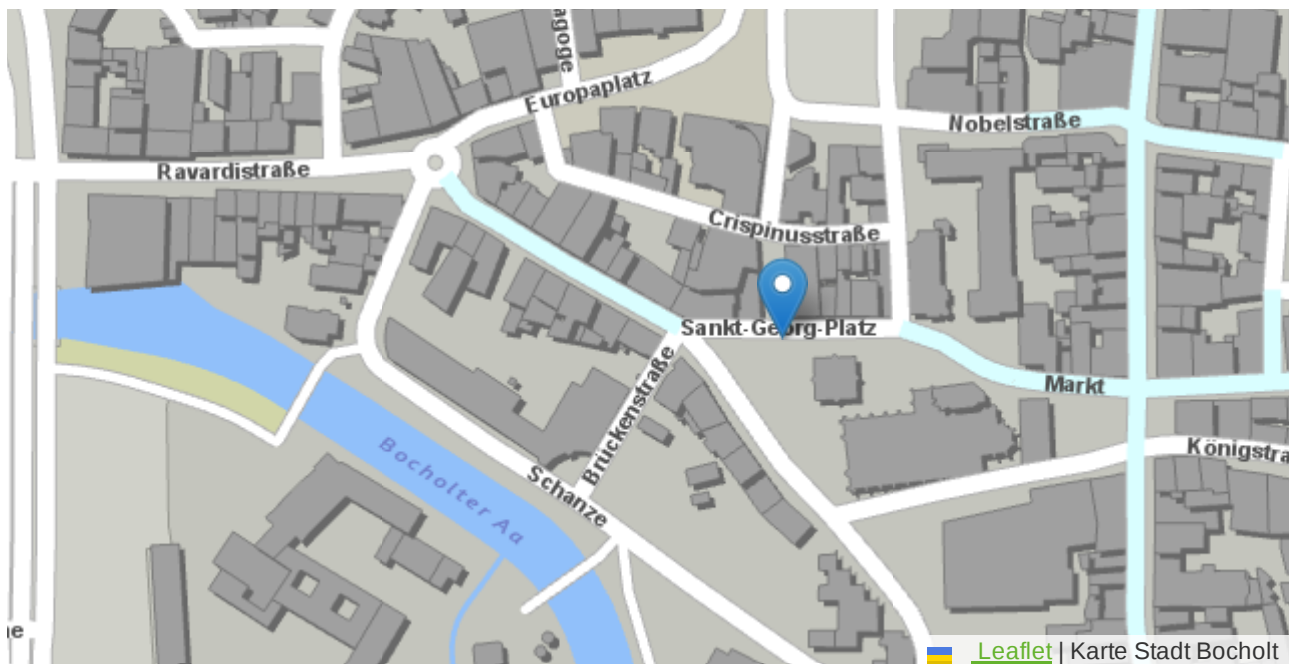 Europaplatz
Nobelstraße
Ravardistraße
Crispinusstraße
Sankt-Georg-Platz
Markt
Brückenstraße
Königstra
Bocholter Aa
Schanze
Leaflet | Karte Stadt Bocholt